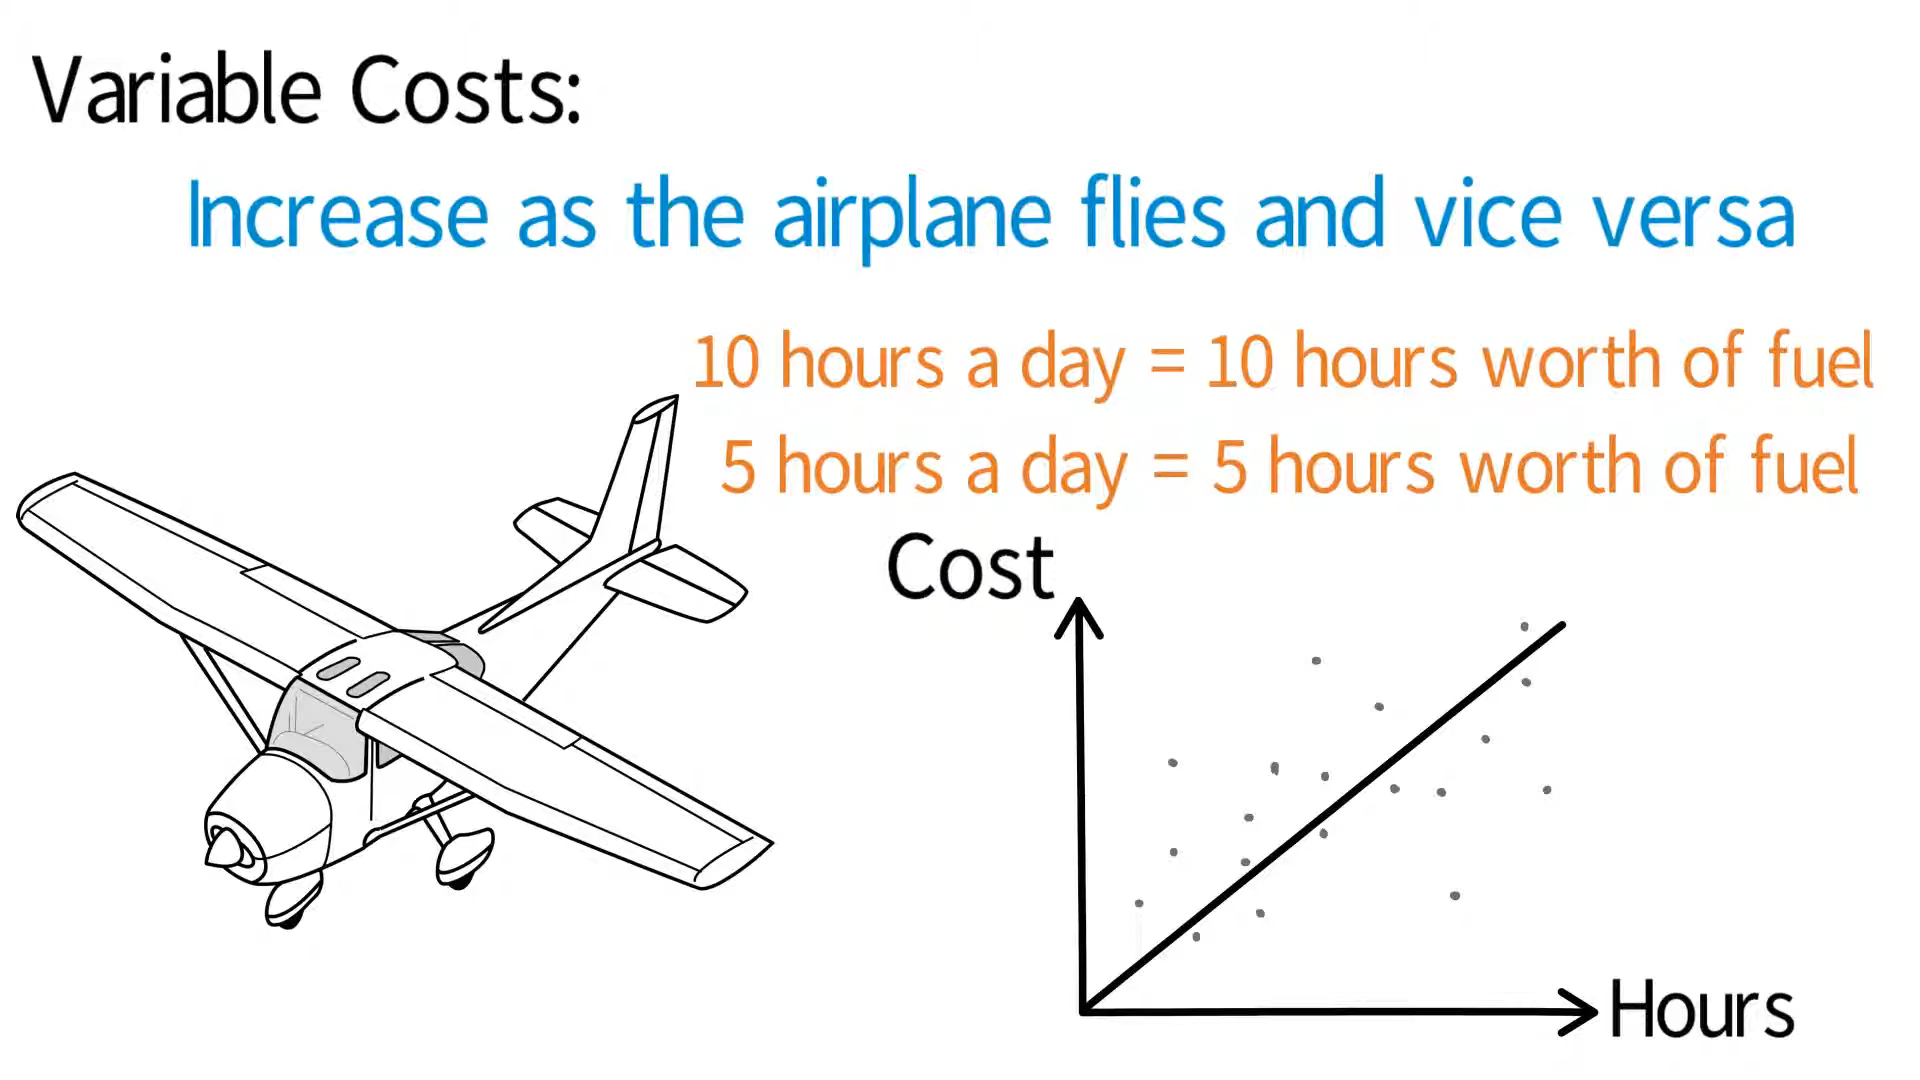 Variable Costs:
Increase as the airplane flies and vice versa
10 hours a day = 10 hours worth of fuel
5 hours a day = 5 hours worth of fuel
Cost
Hours